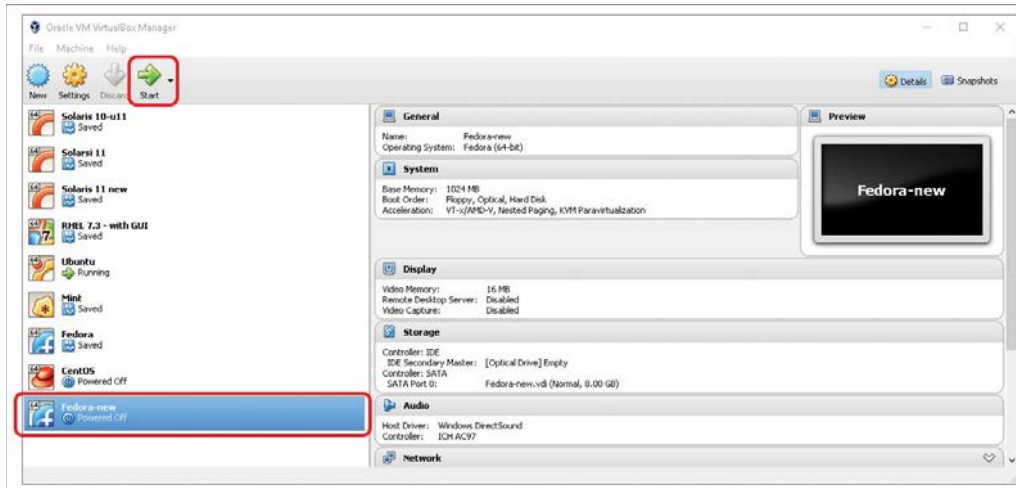 Oracle VM VirtualBox Manager
File Machine Help
New Settings Discard Start
Details Snapshots
Solaris 10-u11
Saved
Solarsi 11
Saved
Solaris 11 new
Saved
RHEL 7.3 - with GUI
Saved
Ubuntu
Running
Mint
Saved
Fedora
Saved
CentOS
Powered Off
Fedora-new
Powered Off
General
Name: Fedora-new
Operating System: Fedora (64-bit)
System
Base Memory: 1024 MB
Boot Order: Floppy, Optical, Hard Disk
Acceleration: VT-x/AMD-V, Nested Paging, KVM Paravirtualization
Preview
Fedora-new
Display
Video Memory: 16 MB
Remote Desktop Server: Disabled
Video Capture: Disabled
Storage
Controller: IDE
IDE Secondary Master: [Optical Drive] Empty
Controller: SATA
SATA Port 0: Fedora-new.vdi (Normal, 8.00 GB)
Audio
Host Driver: Windows DirectSound
Controller: ICH AC97
Network